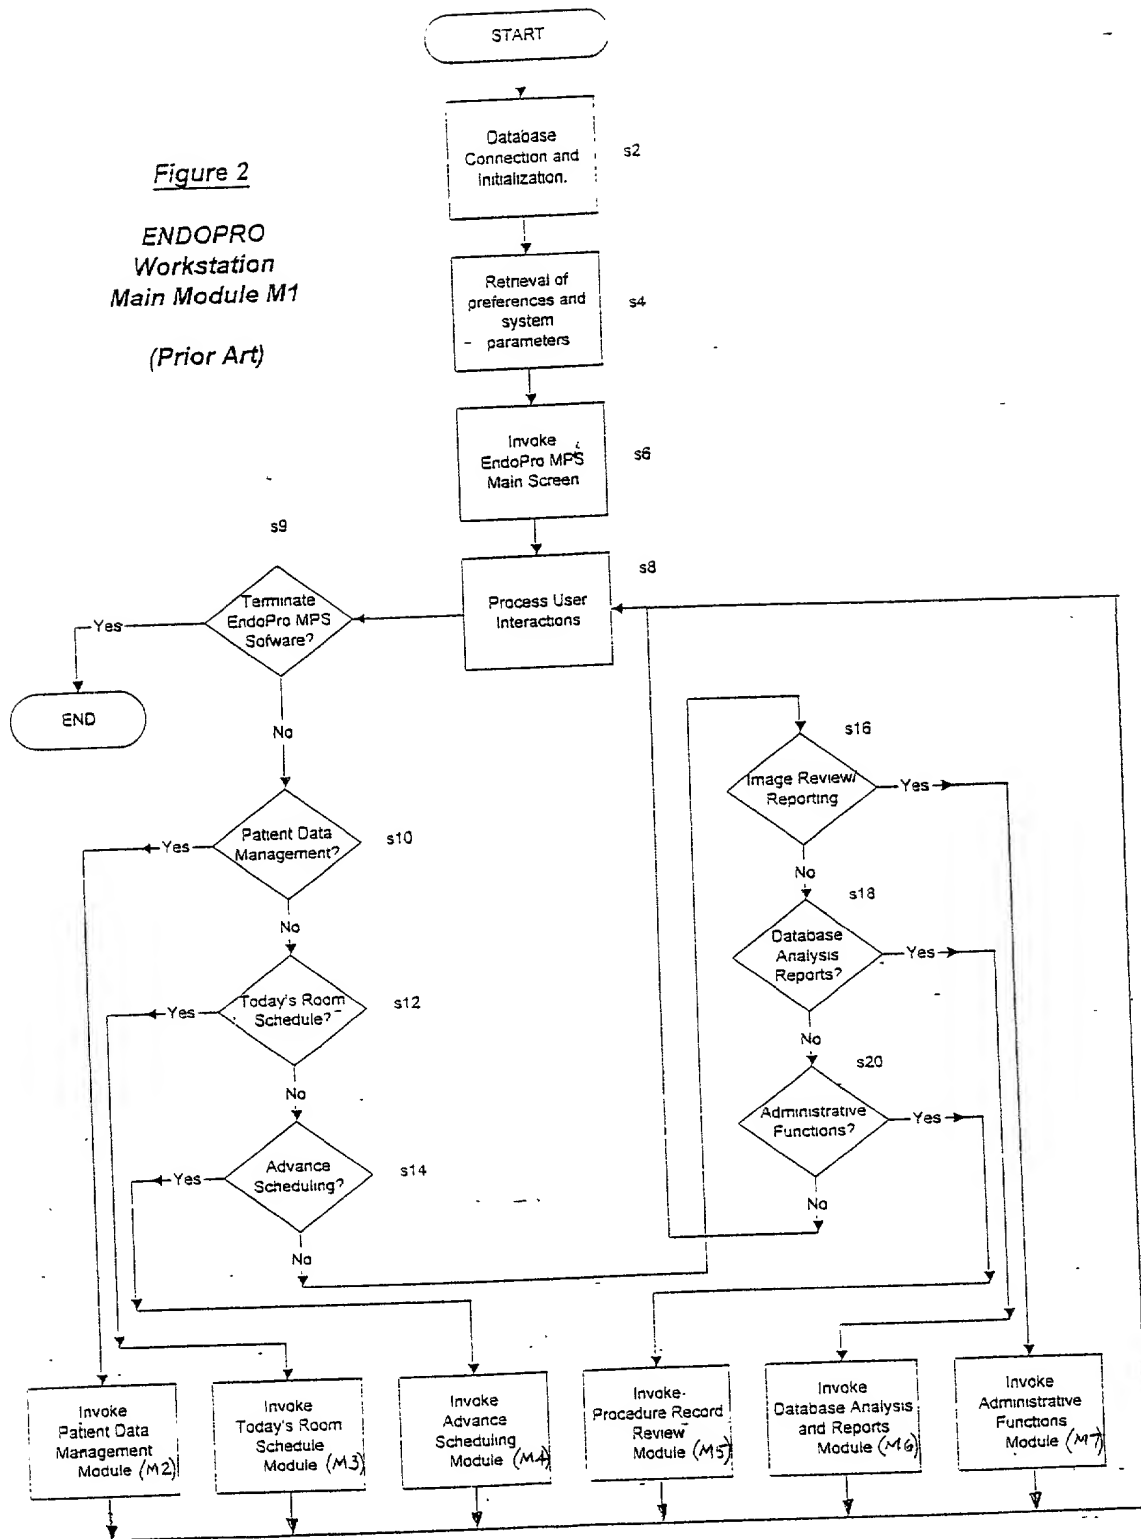 START
Database
Connection and
Initialization.
s2
Figure 2
ENDOPRO
Workstation
Main Module M1
(Prior Art)
Retrieval of
preferences and
system
parameters
s4
Invoke
EndoPro MPS
Main Screen
s6
s9
s8
Terminate
EndoPro MPS
Sofware?
Process User
Interactions
Yes
END
No
s16
Image Review/
Reporting
Yes
Patient Data
Management?
s10
Yes
No
s18
Database
Analysis
Reports?
Yes
No
Today's Room
Schedule?
s12
Yes
No
s20
Administrative
Functions?
Yes
No
Advance
Scheduling?
s14
Yes
No
No
Invoke
Patient Data
Management
Module (M2)
Invoke
Today's Room
Schedule
Module (M3)
Invoke
Advance
Scheduling
Module (M4)
Invoke
Procedure Record
Review
Module (M5)
Invoke
Database Analysis
and Reports
Module (M6)
Invoke
Administrative
Functions
Module (M7)